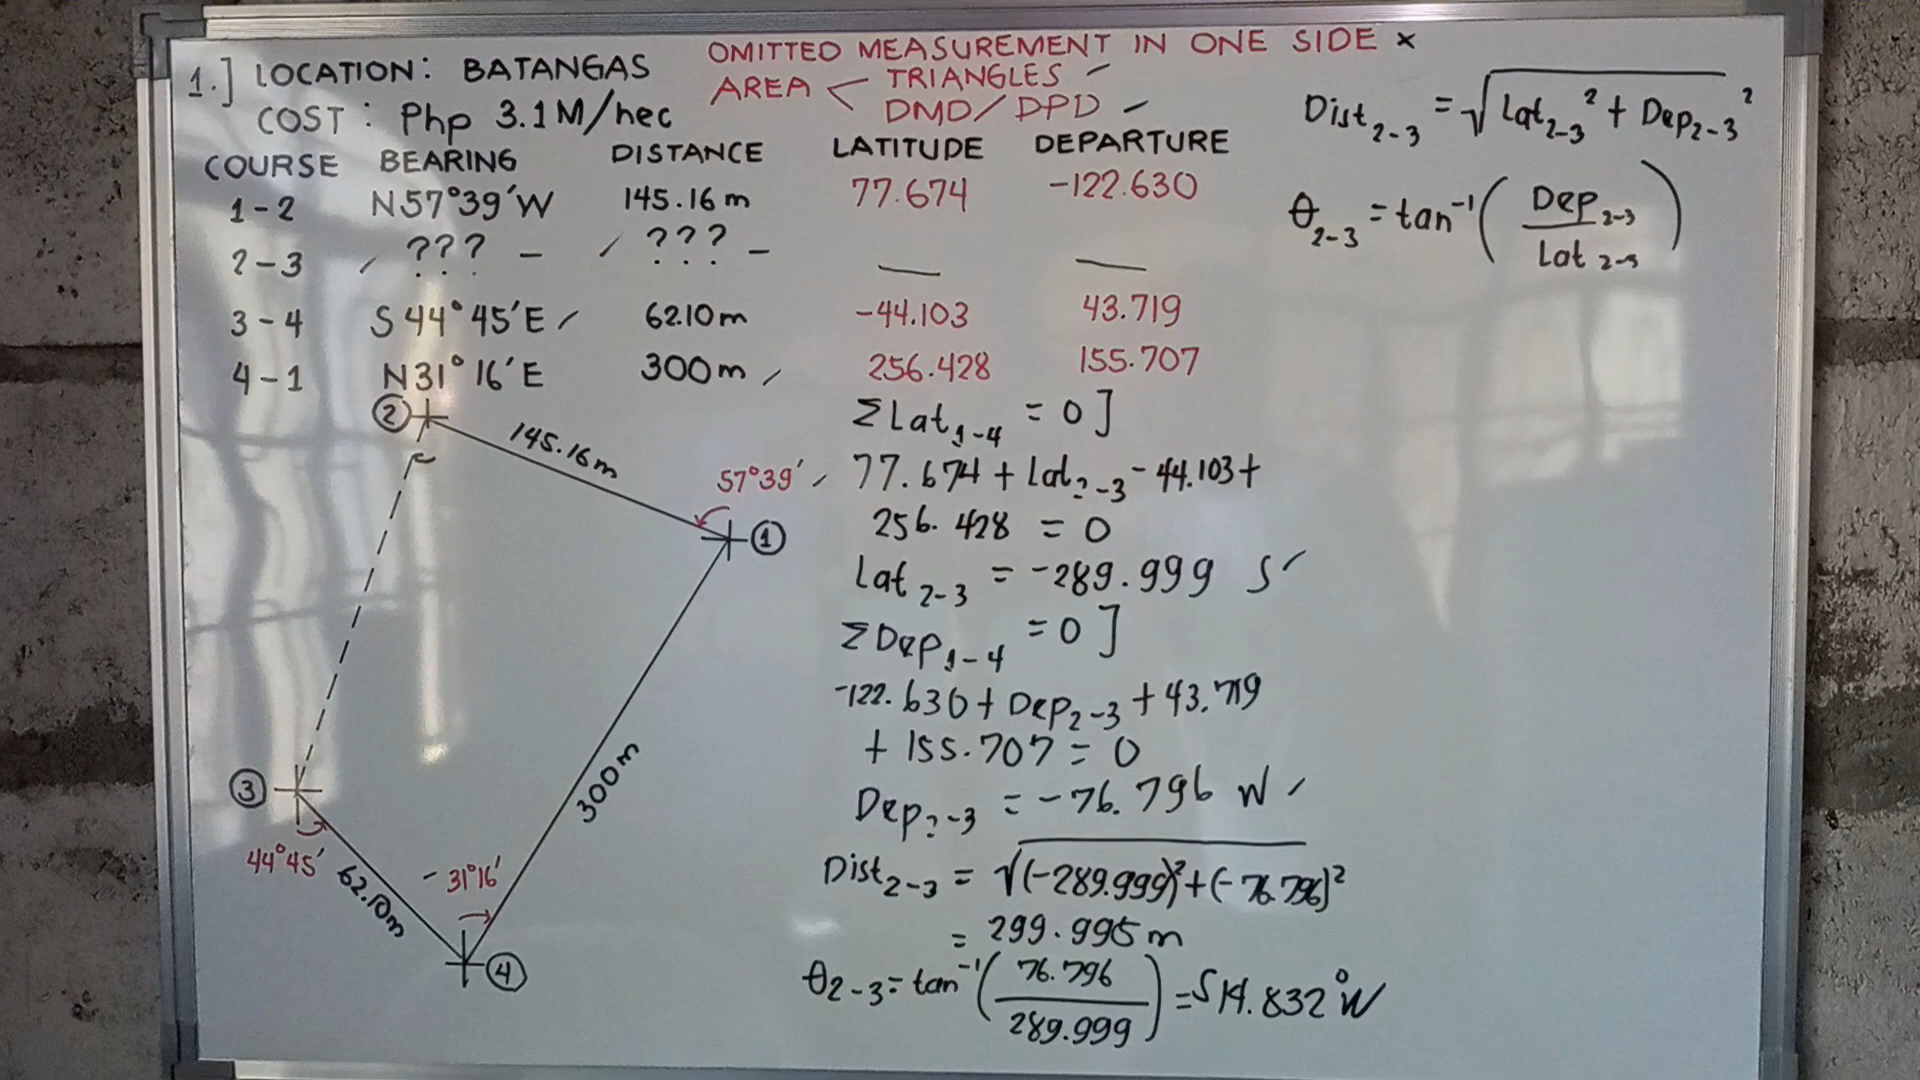 1.] LOCATION: BATANGAS
COST: Php 3.1M/hec
OMITTED MEASUREMENT IN ONE SIDE ×
AREA < TRIANGLES
DMD/DPD
COURSE BEARING DISTANCE LATITUDE DEPARTURE
1-2 N57°39'W 145.16m 77.674 -122.630
2-3 ??? ??? — —
3-4 S44°45'E 62.10m -44.103 43.719
4-1 N31°16'E 300m 256.428 155.707
② 145.16m 57°39' ①
③ 44°45' 62.10m 31°16' 300m ④
ΣLat₁₋₄ = 0]
77.674 + Lat₂₋₃ - 44.103 +
256.428 = 0
Lat₂₋₃ = -289.999 S
ΣDep₁₋₄ = 0]
-122.630 + Dep₂₋₃ + 43.719
+ 155.707 = 0
Dep₂₋₃ = -76.796 W
Dist₂₋₃ = √(-289.999)² + (-76.796)²
= 299.995m
θ₂₋₃ = tan⁻¹(76.796/289.999) = S14.832°W
Dist₂₋₃ = √Lat₂₋₃² + Dep₂₋₃²
θ₂₋₃ = tan⁻¹(Dep₂₋₃/Lat₂₋₃)